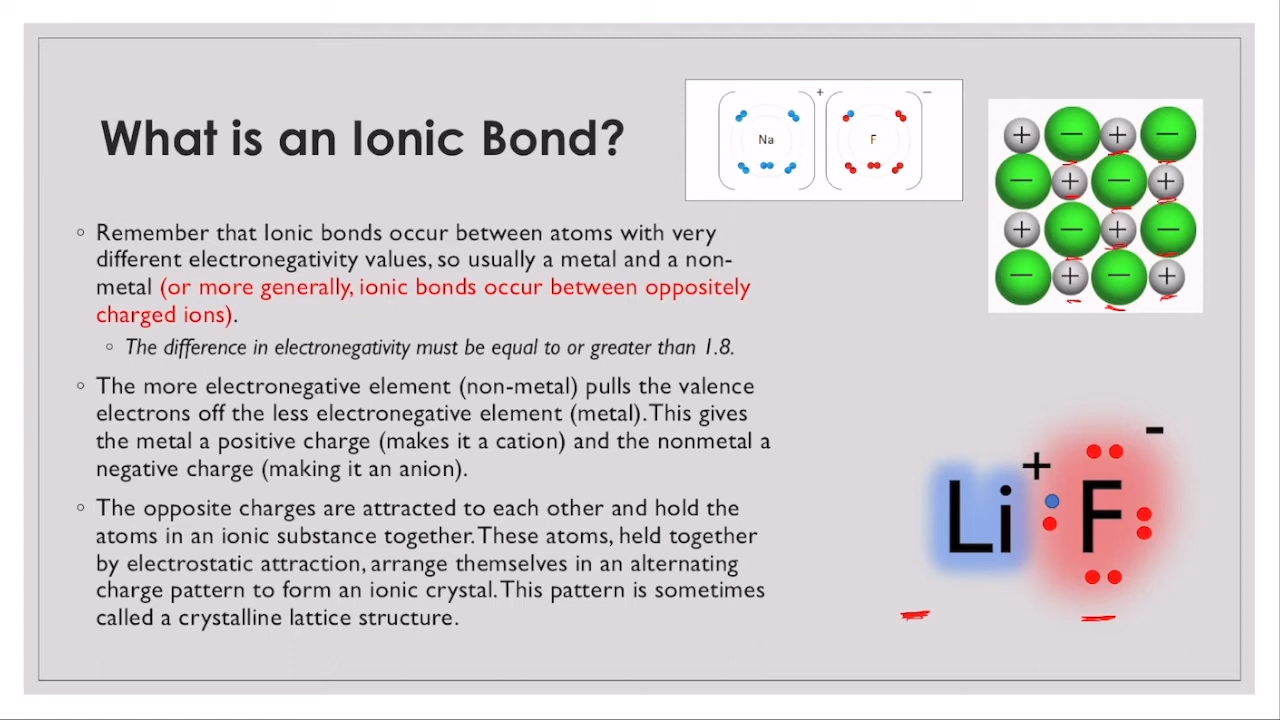 What is an Ionic Bond?
Na
+
F
−
+ − + −
− + − +
+ − + −
− + − +
◦ Remember that Ionic bonds occur between atoms with very
different electronegativity values, so usually a metal and a non-
metal (or more generally, ionic bonds occur between oppositely
charged ions).
◦ The difference in electronegativity must be equal to or greater than 1.8.
◦ The more electronegative element (non-metal) pulls the valence
electrons off the less electronegative element (metal). This gives
the metal a positive charge (makes it a cation) and the nonmetal a
negative charge (making it an anion).
◦ The opposite charges are attracted to each other and hold the
atoms in an ionic substance together. These atoms, held together
by electrostatic attraction, arrange themselves in an alternating
charge pattern to form an ionic crystal. This pattern is sometimes
called a crystalline lattice structure.
Li
+
F
-